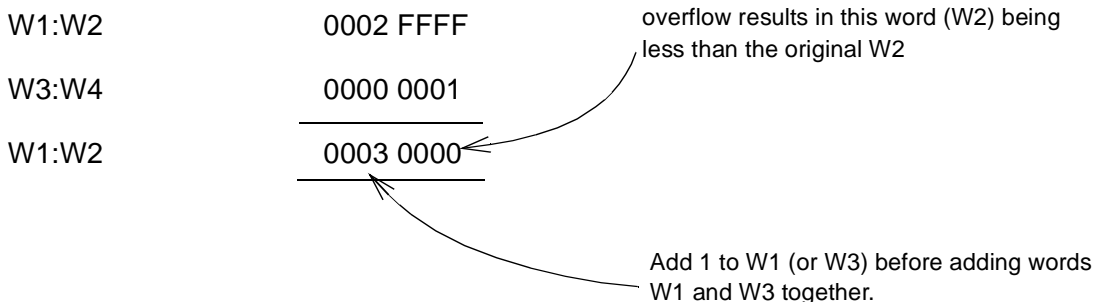 W1:W2 0002 FFFF
overflow results in this word (W2) being
less than the original W2
W3:W4 0000 0001
W1:W2 0003 0000
Add 1 to W1 (or W3) before adding words
W1 and W3 together.